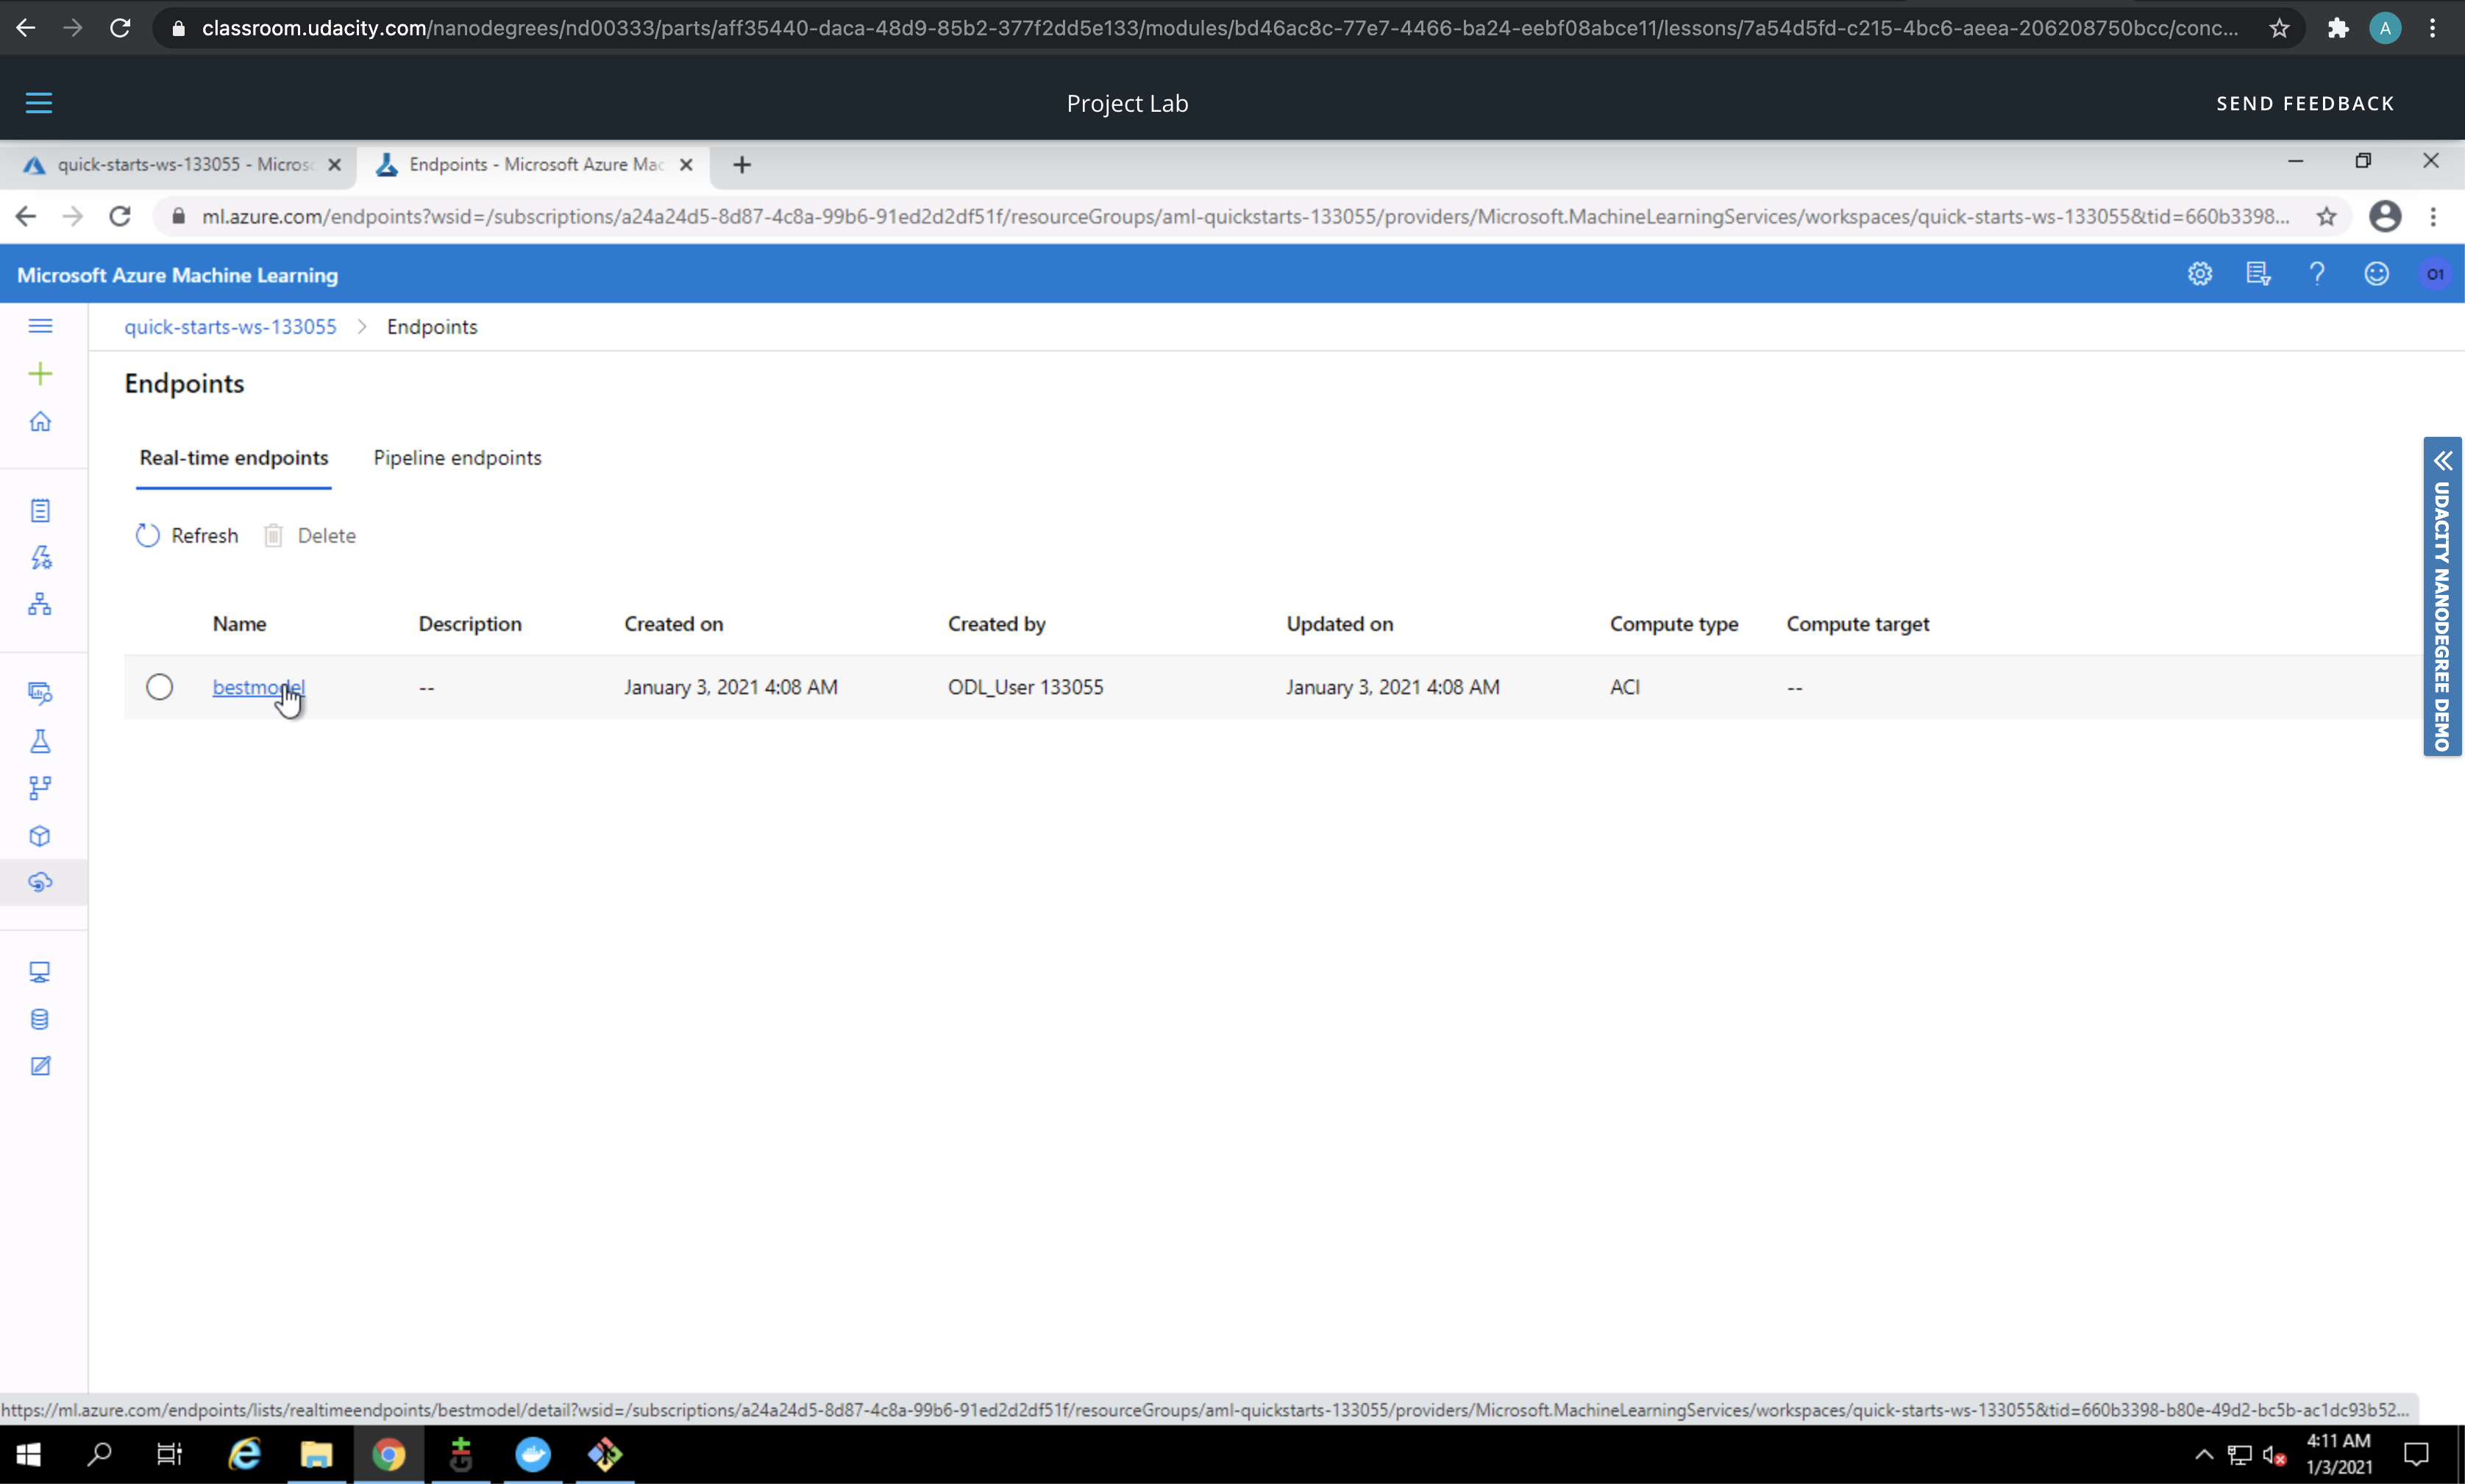 classroom.udacity.com/nanodegrees/nd00333/parts/aff35440-daca-48d9-85b2-377f2dd5e133/modules/bd46ac8c-77e7-4466-ba24-eebf08abce11/lessons/7a54d5fd-c215-4bc6-aeea-206208750bcc/conc...
A
Project Lab
SEND FEEDBACK
quick-starts-ws-133055 - Micros
Endpoints - Microsoft Azure Mac
ml.azure.com/endpoints?wsid=/subscriptions/a24a24d5-8d87-4c8a-99b6-91ed2d2df51f/resourceGroups/aml-quickstarts-133055/providers/Microsoft.MachineLearningServices/workspaces/quick-starts-ws-133055&tid=660b3398...
Microsoft Azure Machine Learning
O1
quick-starts-ws-133055 > Endpoints
Endpoints
Real-time endpoints Pipeline endpoints
Refresh Delete
Name Description Created on Created by Updated on Compute type Compute target
bestmodel -- January 3, 2021 4:08 AM ODL_User 133055 January 3, 2021 4:08 AM ACI --
UDACITY NANODEGREE DEMO
https://ml.azure.com/endpoints/lists/realtimeendpoints/bestmodel/detail?wsid=/subscriptions/a24a24d5-8d87-4c8a-99b6-91ed2d2df51f/resourceGroups/aml-quickstarts-133055/providers/Microsoft.MachineLearningServices/workspaces/quick-starts-ws-133055&tid=660b3398-b80e-49d2-bc5b-ac1dc93b52...
4:11 AM
1/3/2021